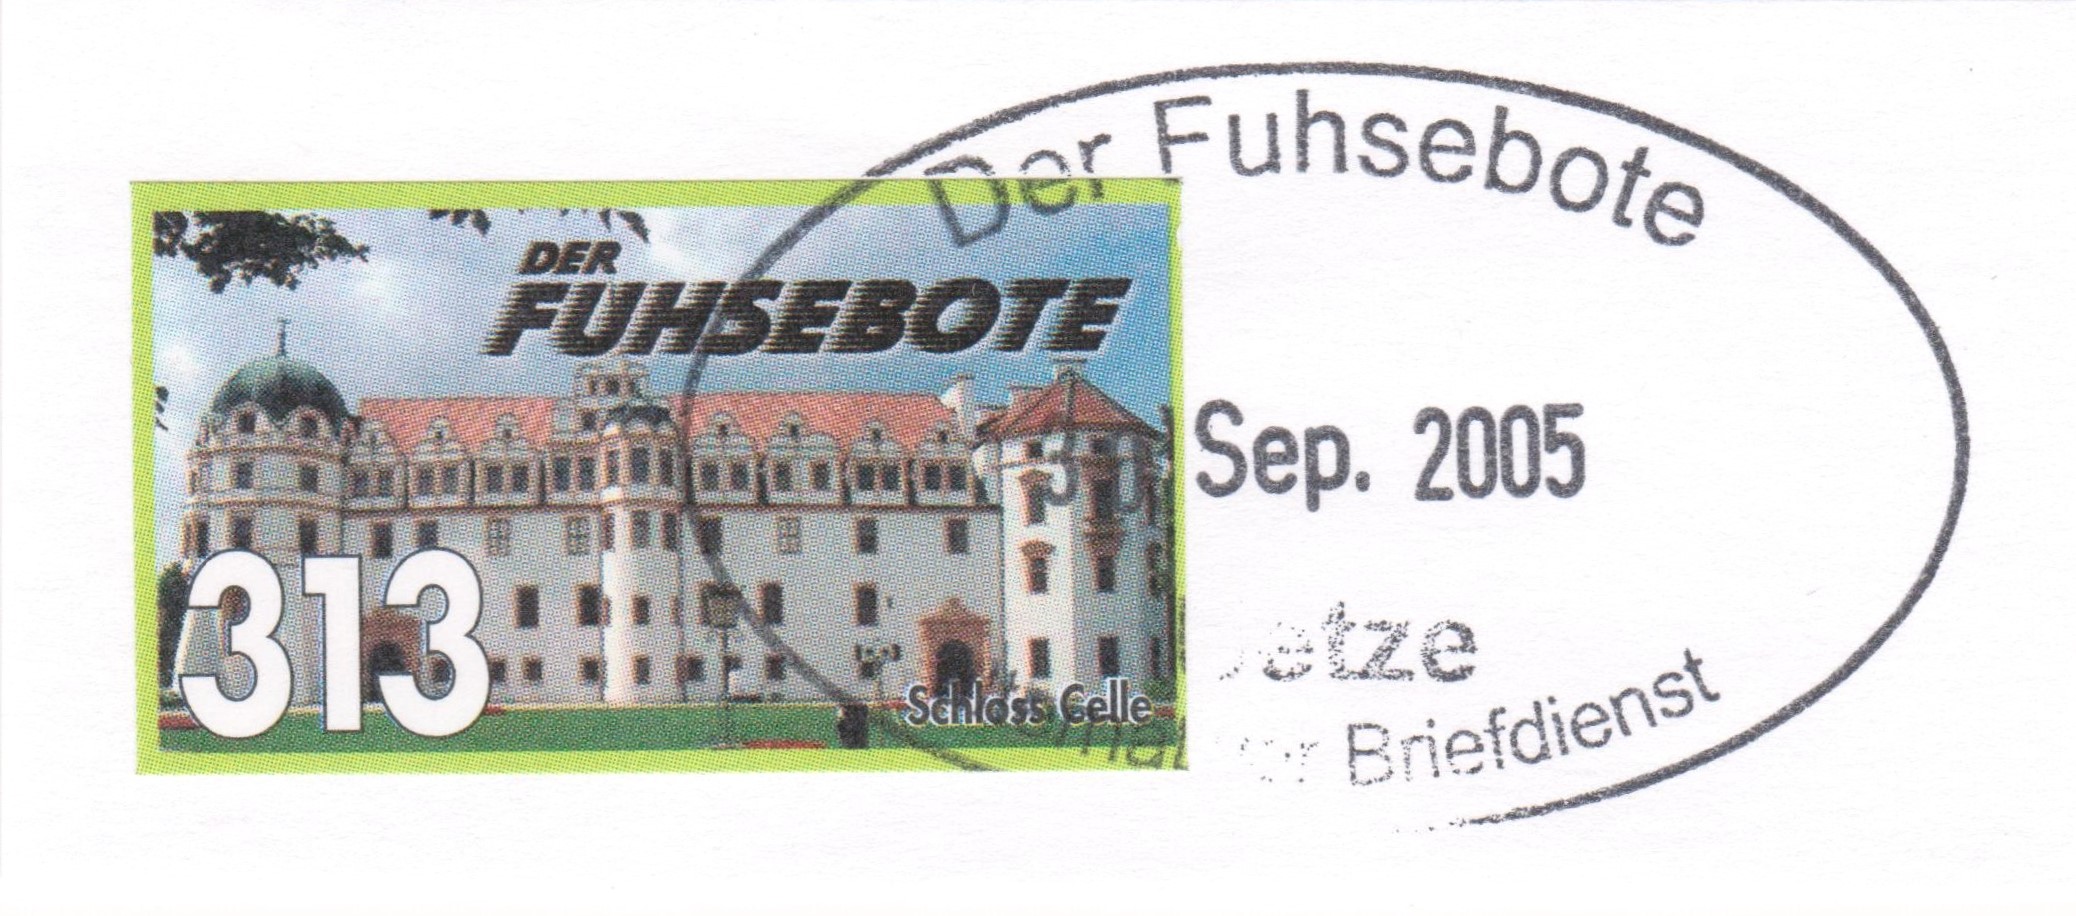 DER
FUHSEBOTE
313
Schloss Celle
Der Fuhsebote
Sep. 2005
Briefdienst